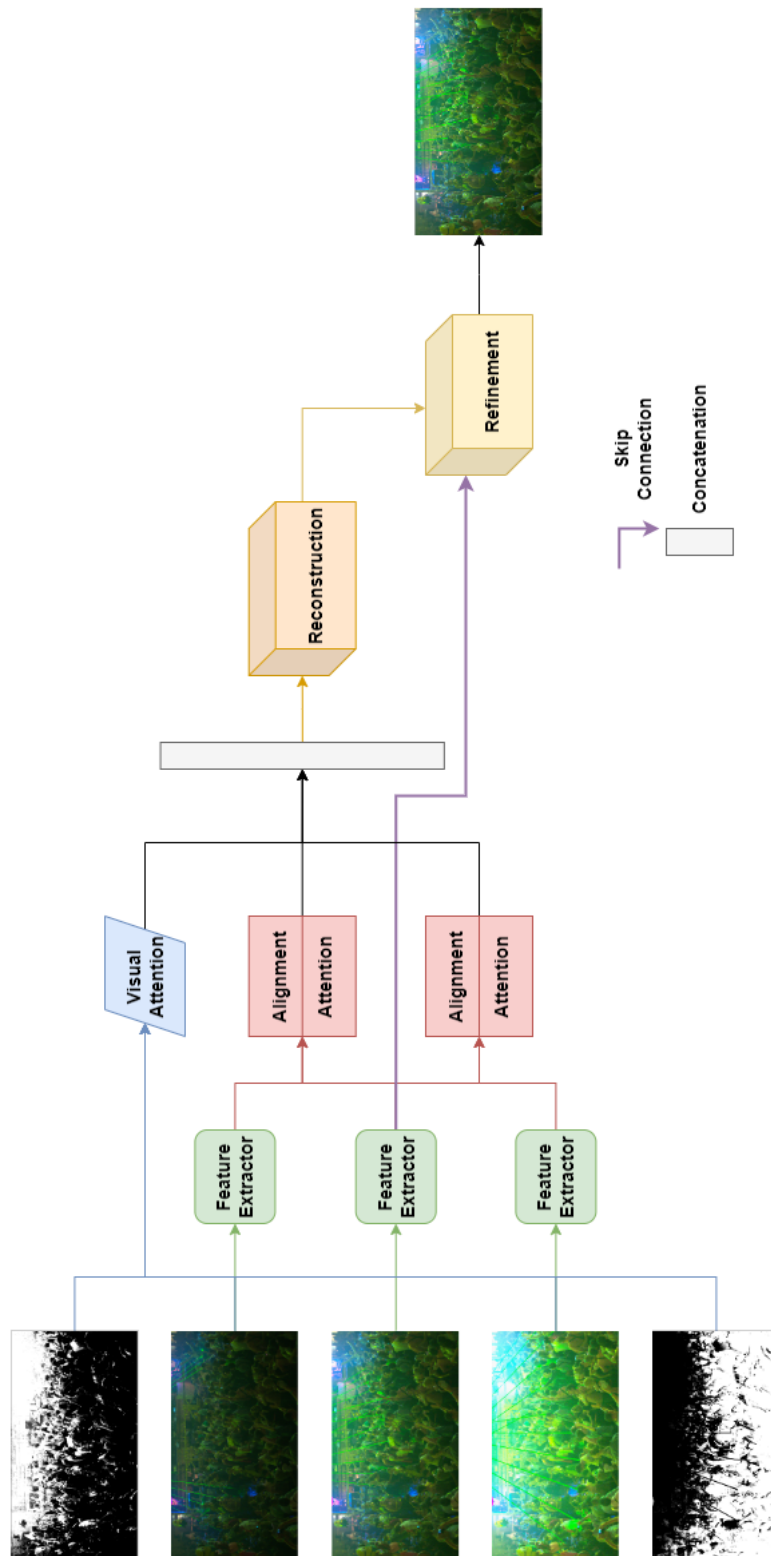 Visual
Attention
Feature
Extractor
Alignment
Attention
Feature
Extractor
Alignment
Attention
Feature
Extractor
Reconstruction
Refinement
Skip
Connection
Concatenation